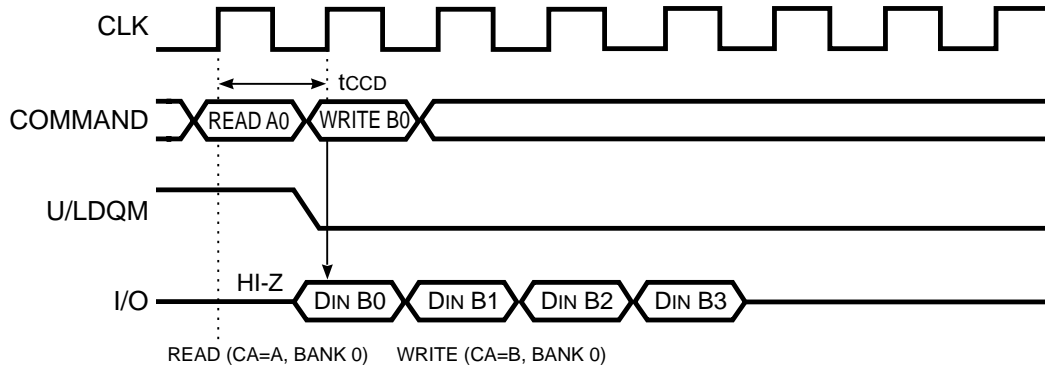 CLK
tCCD
COMMAND READ A0 WRITE B0
U/LDQM
HI-Z
I/O DIN B0 DIN B1 DIN B2 DIN B3
READ (CA=A, BANK 0) WRITE (CA=B, BANK 0)